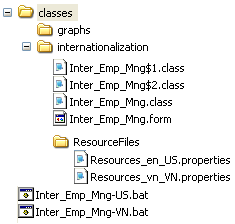 classes
graphs
internationalization
Inter_Emp_Mng$1.class
Inter_Emp_Mng$2.class
Inter_Emp_Mng.class
Inter_Emp_Mng.form
ResourceFiles
Resources_en_US.properties
Resources_vn_VN.properties
Inter_Emp_Mng-US.bat
Inter_Emp_Mng-VN.bat